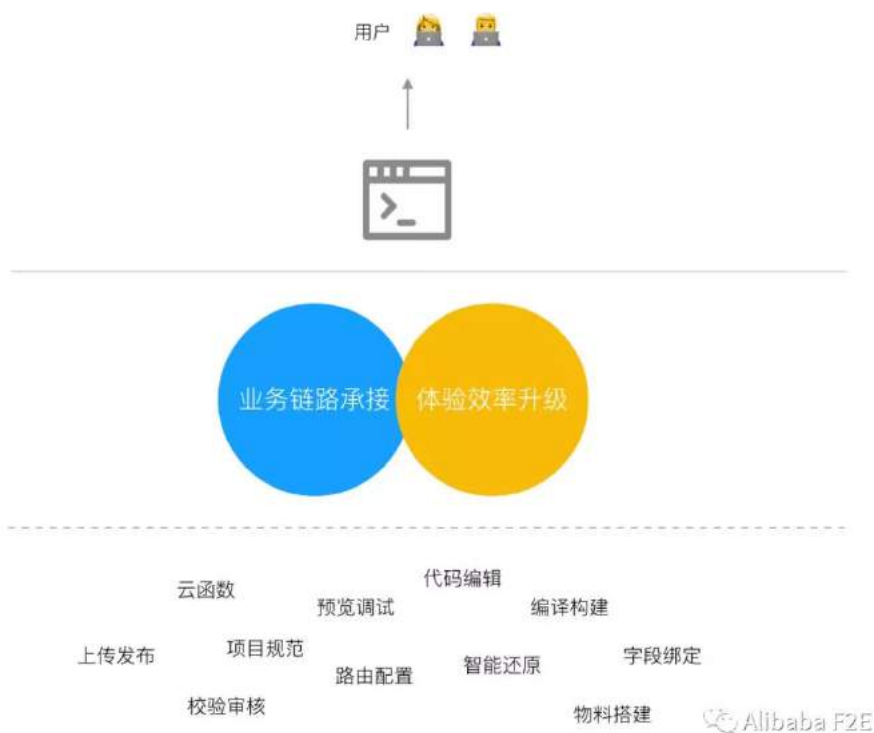 用户
业务链路承接
体验效率升级
代码编辑
云函数
预览调试
编译构建
上传发布
项目规范
路由配置
智能还原
字段绑定
校验审核
物料搭建
Alibaba F2E